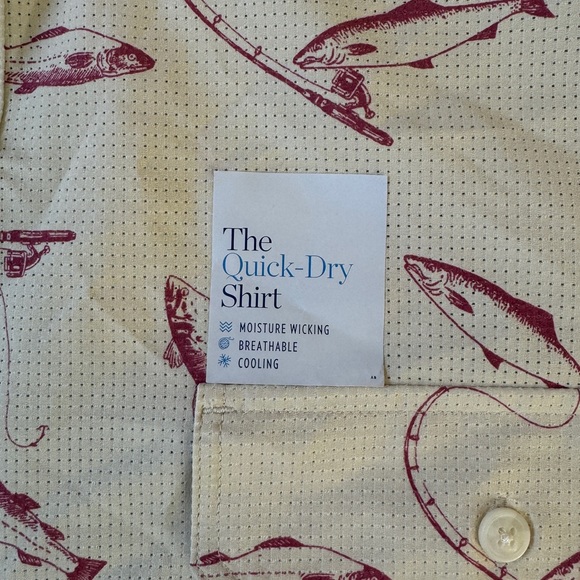 The
Quick-Dry
Shirt
MOISTURE WICKING
BREATHABLE
COOLING